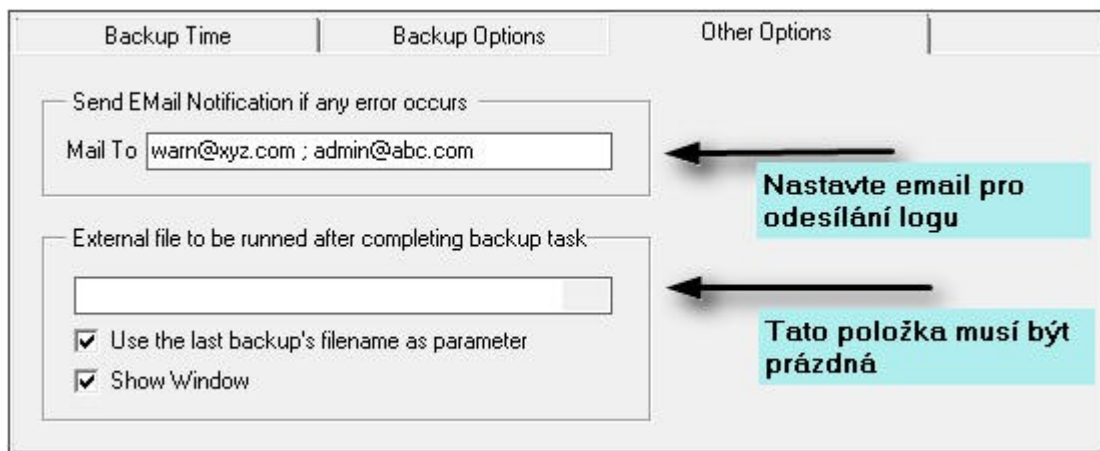 Backup Time
Backup Options
Other Options
Send EMail Notification if any error occurs
Mail To
warn@xyz.com ; admin@abc.com
Nastavte email pro
odesílání logu
External file to be runned after completing backup task
Tato položka musí být
prázdná
Use the last backup's filename as parameter
Show Window